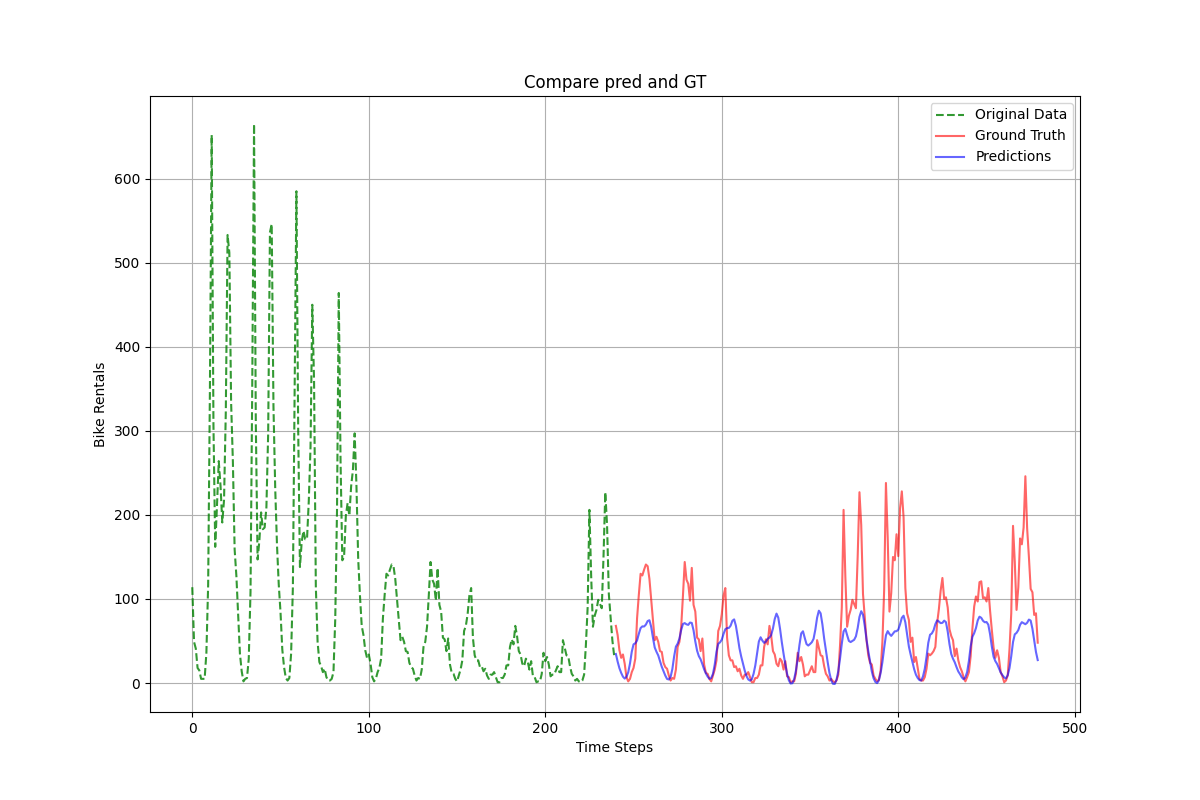 Compare pred and GT
Original Data
Ground Truth
Predictions
Bike Rentals
600
500
400
300
200
100
0
0 100 200 300 400 500
Time Steps